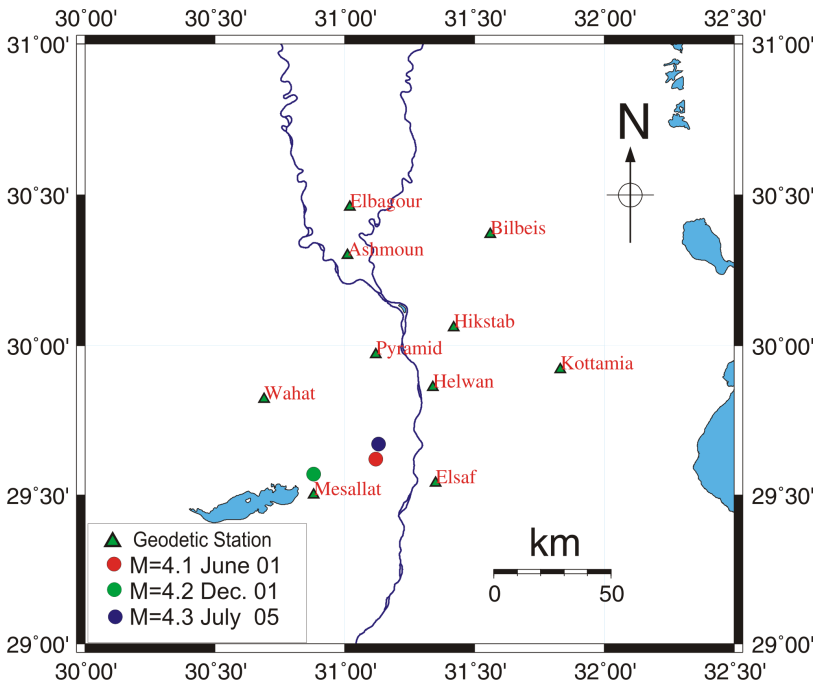 30˚00' 30˚30' 31˚00' 31˚30' 32˚00' 32˚30'
31˚00' 31˚00'
N
30˚30' 30˚30'
Elbagour
Bilbeis
Ashmoun
Hikstab
30˚00' 30˚00'
Pyramid
Kottamia
Helwan
Wahat
Elsaf
Mesallat
29˚30' 29˚30'
Geodetic Station
M=4.1 June 01
M=4.2 Dec. 01
M=4.3 July 05
km
0 50
29˚00' 29˚00'
30˚00' 30˚30' 31˚00' 31˚30' 32˚00' 32˚30'